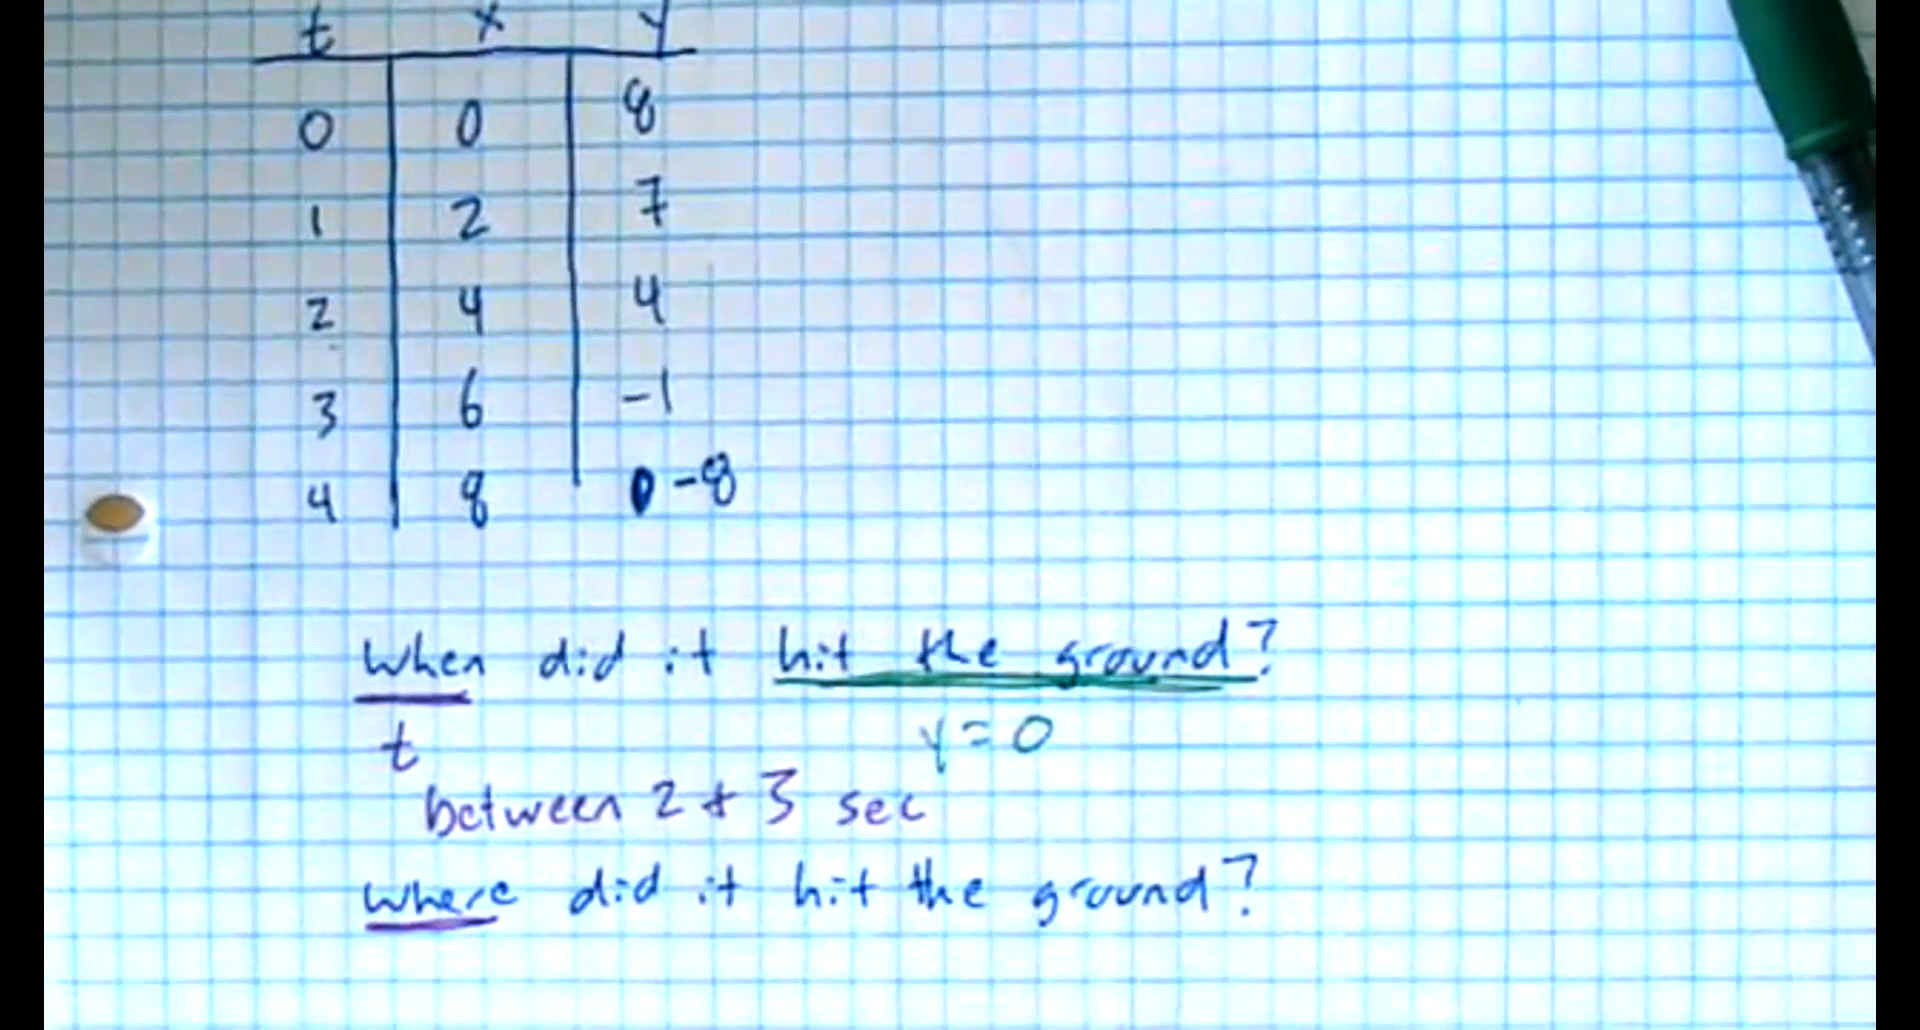 t x y
0 0 8
1 2 7
2 4 4
3 6 -1
4 8 -8
When did it hit the ground?
t y=0
between 2 + 3 sec
Where did it hit the ground?